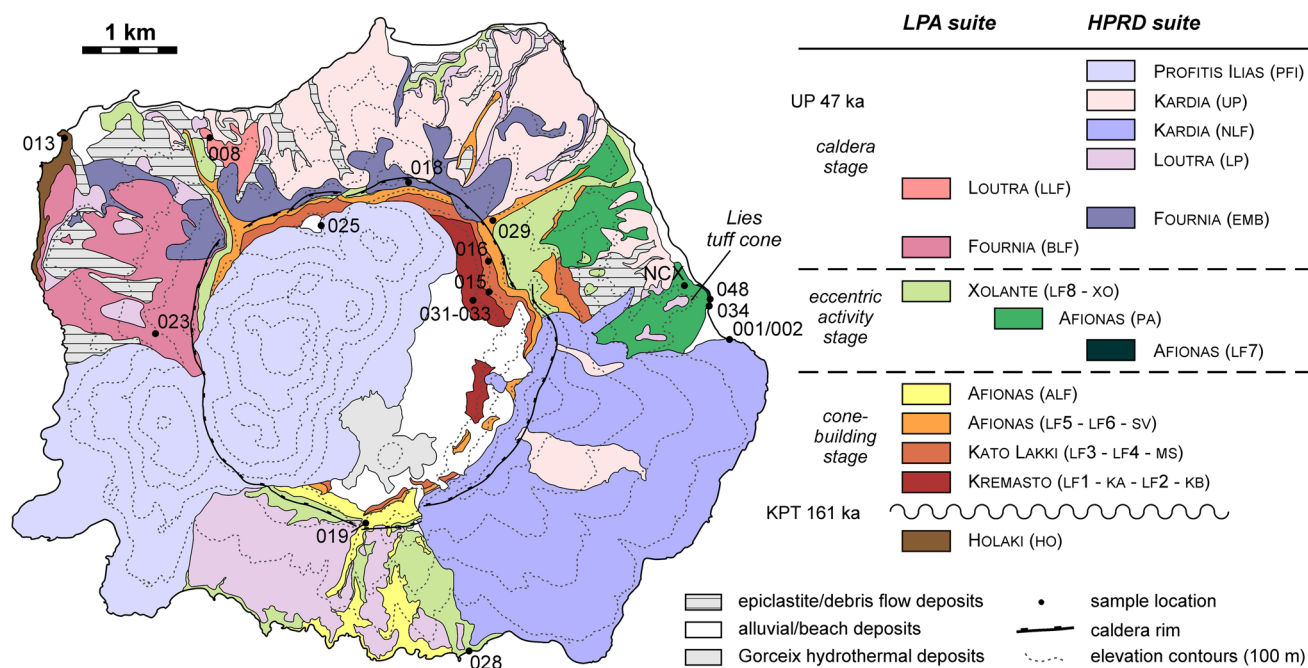 1 km
013
008
018
025
029
016
015
031-033
023
NCX
Lies
tuff cone
048
034
001/002
019
028
LPA suite HPRD suite
PROFITIS ILIAS (PFI)
UP 47 ka KARDIA (UP)
KARDIA (NLF)
caldera
stage
LOUTRA (LP)
LOUTRA (LLF)
FOURNIA (EMB)
FOURNIA (BLF)
eccentric
activity
stage
XOLANTE (LF8 - XO)
AFIONAS (PA)
AFIONAS (LF7)
cone-
building
stage
AFIONAS (ALF)
AFIONAS (LF5 - LF6 - SV)
KATO LAKKI (LF3 - LF4 - MS)
KREMASTO (LF1 - KA - LF2 - KB)
KPT 161 ka
HOLAKI (HO)
epiclastite/debris flow deposits
alluvial/beach deposits
Gorceix hydrothermal deposits
sample location
caldera rim
elevation contours (100 m)